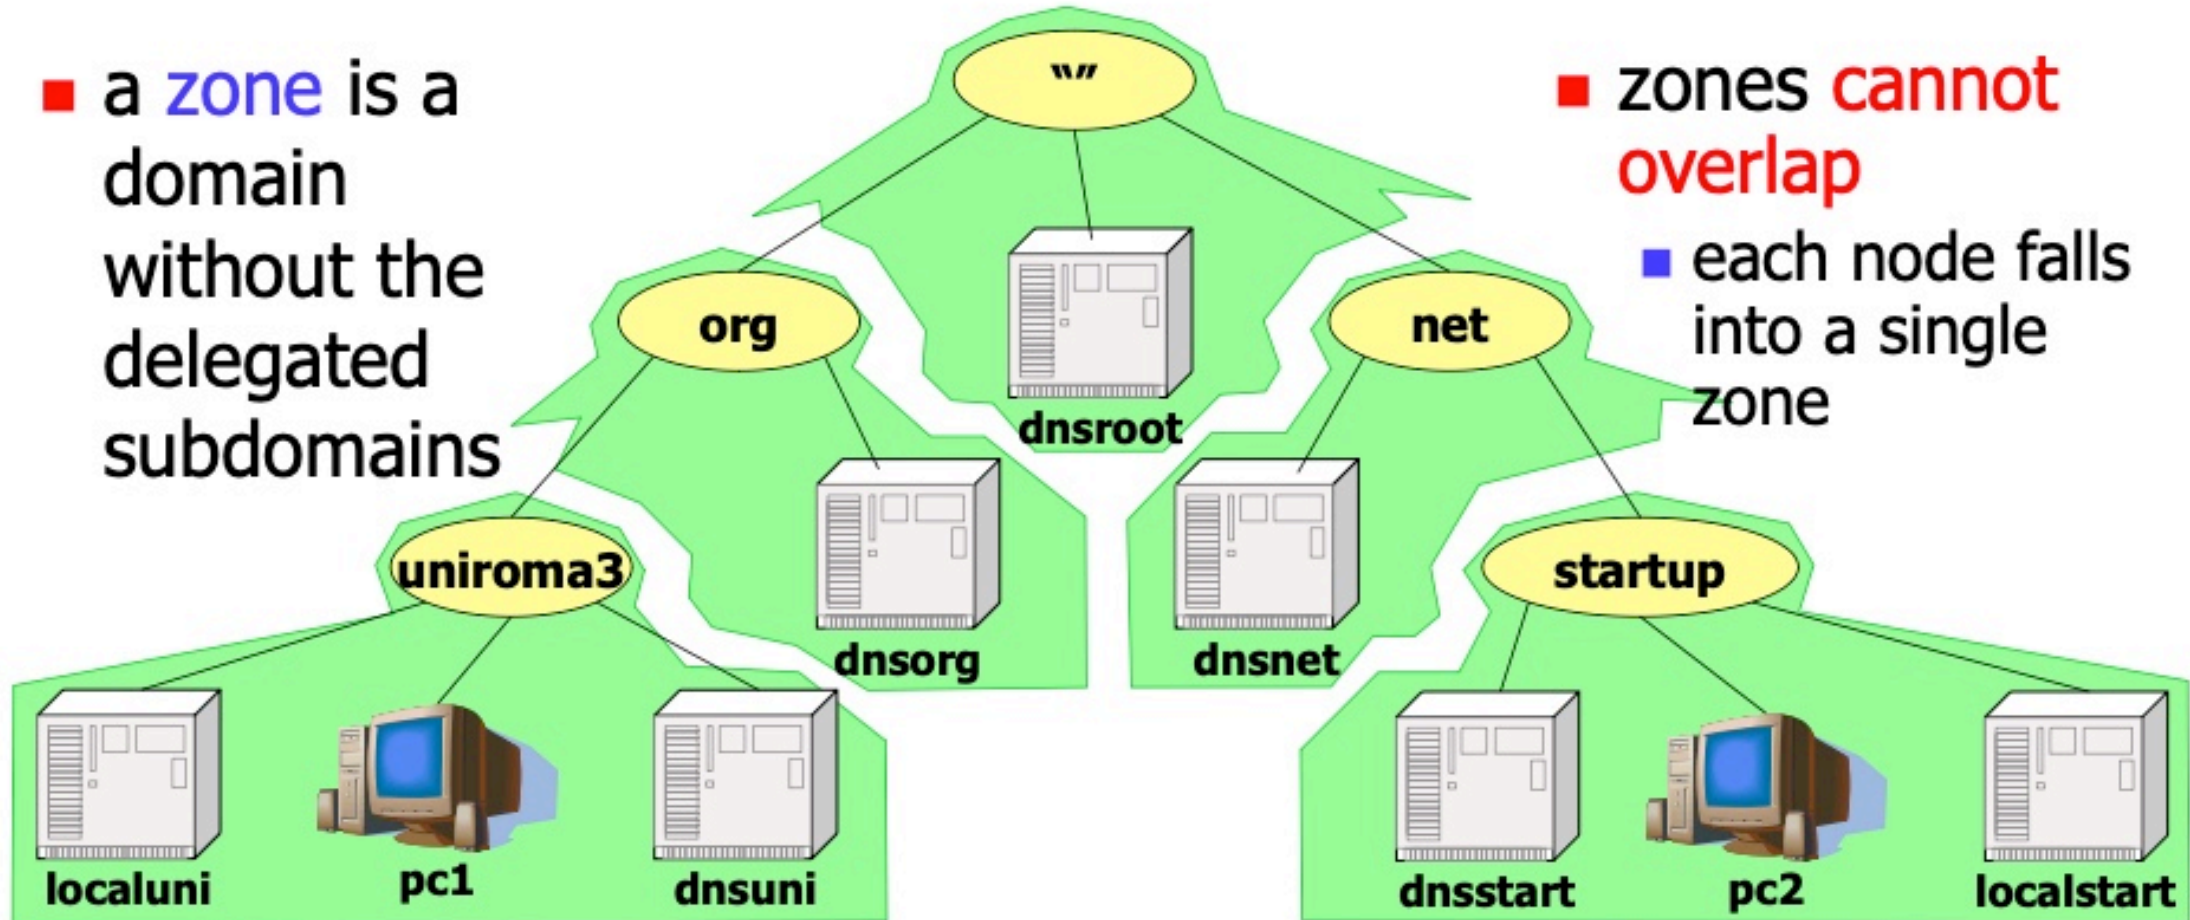 a zone is a
domain
without the
delegated
subdomains
zones cannot
overlap
each node falls
into a single
zone
“”
org
net
dnsroot
uniroma3
dnsorg
dnsnet
startup
localuni
pc1
dnsuni
dnsstart
pc2
localstart